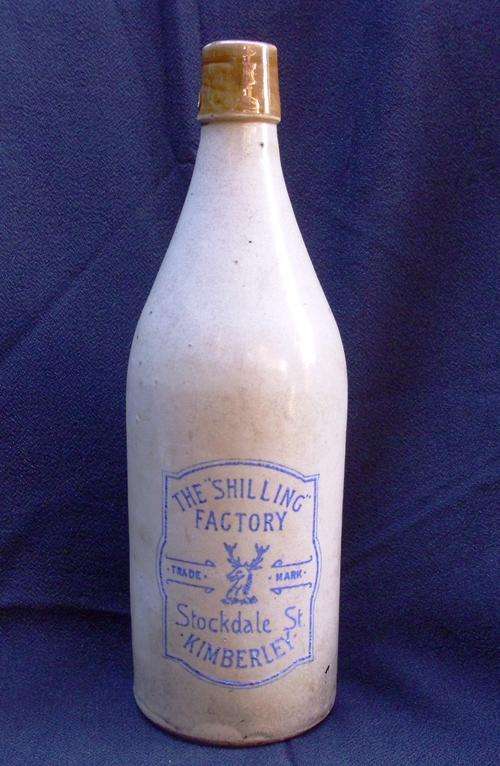 THE "SHILLING"
FACTORY
·TRADE· ·MARK·
Stockdale St.
·KIMBERLEY·